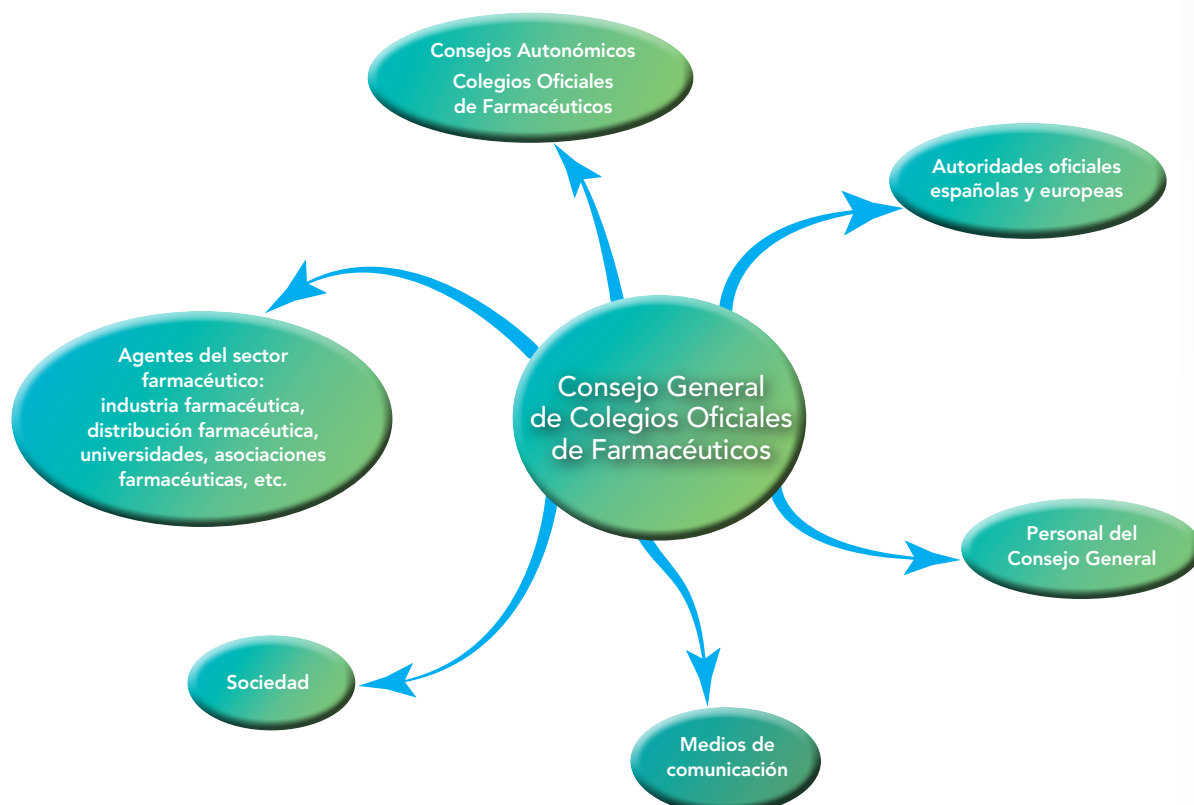 Consejos Autonómicos
Colegios Oficiales
de Farmacéuticos
Autoridades oficiales
españolas y europeas
Agentes del sector
farmacéutico:
industria farmacéutica,
distribución farmacéutica,
universidades, asociaciones
farmacéuticas, etc.
Consejo General
de Colegios Oficiales
de Farmacéuticos
Personal del
Consejo General
Sociedad
Medios de
comunicación